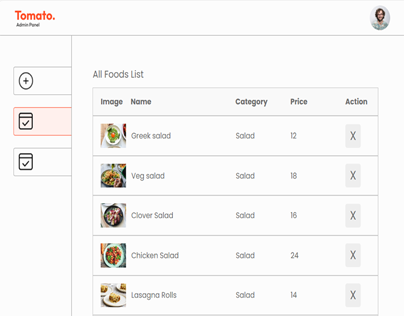 Tomato.
Admin Panel
All Foods List
Image Name Category Price Action
Greek salad Salad 12 X
Veg salad Salad 18 X
Clover Salad Salad 16 X
Chicken Salad Salad 24 X
Lasagna Rolls Salad 14 X